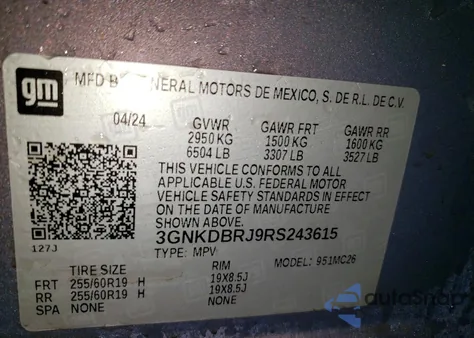 gm
MFD BY GENERAL MOTORS DE MEXICO, S. DE R.L. DE C.V.
04/24 GVWR GAWR FRT GAWR RR
2950 KG 1500 KG 1600 KG
6504 LB 3307 LB 3527 LB
THIS VEHICLE CONFORMS TO ALL
APPLICABLE U.S. FEDERAL MOTOR
VEHICLE SAFETY STANDARDS IN EFFECT
ON THE DATE OF MANUFACTURE
SHOWN ABOVE.
3GNKDBRJ9RS243615
127J TYPE: MPV MODEL: 951MC26
TIRE SIZE RIM
FRT 255/60R19 H 19X8.5J
RR 255/60R19 H 19X8.5J
SPA NONE NONE
autoSnap